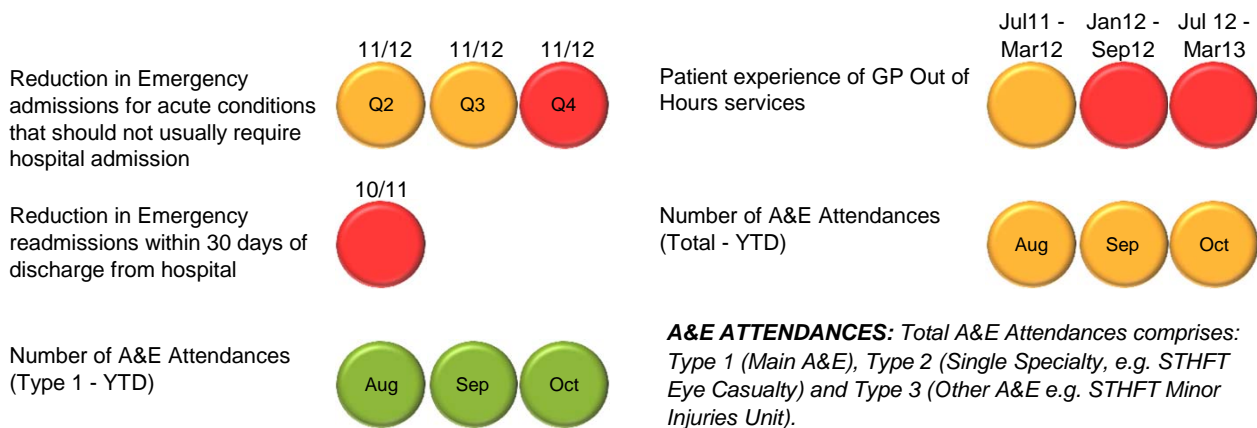 11/12 11/12 11/12
Reduction in Emergency
admissions for acute conditions
that should not usually require
hospital admission
Q2 Q3 Q4
10/11
Reduction in Emergency
readmissions within 30 days of
discharge from hospital
Number of A&E Attendances
(Type 1 - YTD)
Aug Sep Oct
Jul11 - Jan12 - Jul 12 -
Mar12 Sep12 Mar13
Patient experience of GP Out of
Hours services
Number of A&E Attendances
(Total - YTD)
Aug Sep Oct
A&E ATTENDANCES: Total A&E Attendances comprises:
Type 1 (Main A&E), Type 2 (Single Specialty, e.g. STHFT
Eye Casualty) and Type 3 (Other A&E e.g. STHFT Minor
Injuries Unit).